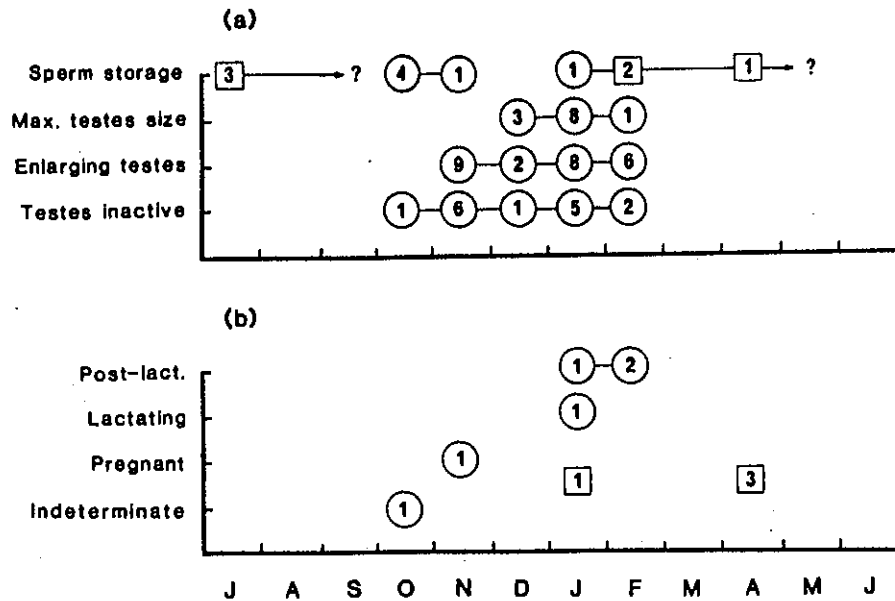 (a)
Sperm storage 3 ? 4 1 1 2 1 ?
Max. testes size 3 8 1
Enlarging testes 9 2 8 6
Testes inactive 1 6 1 5 2
(b)
Post-lact. 1 2
Lactating 1
Pregnant 1
1 3
Indeterminate 1
J A S O N D J F M A M J